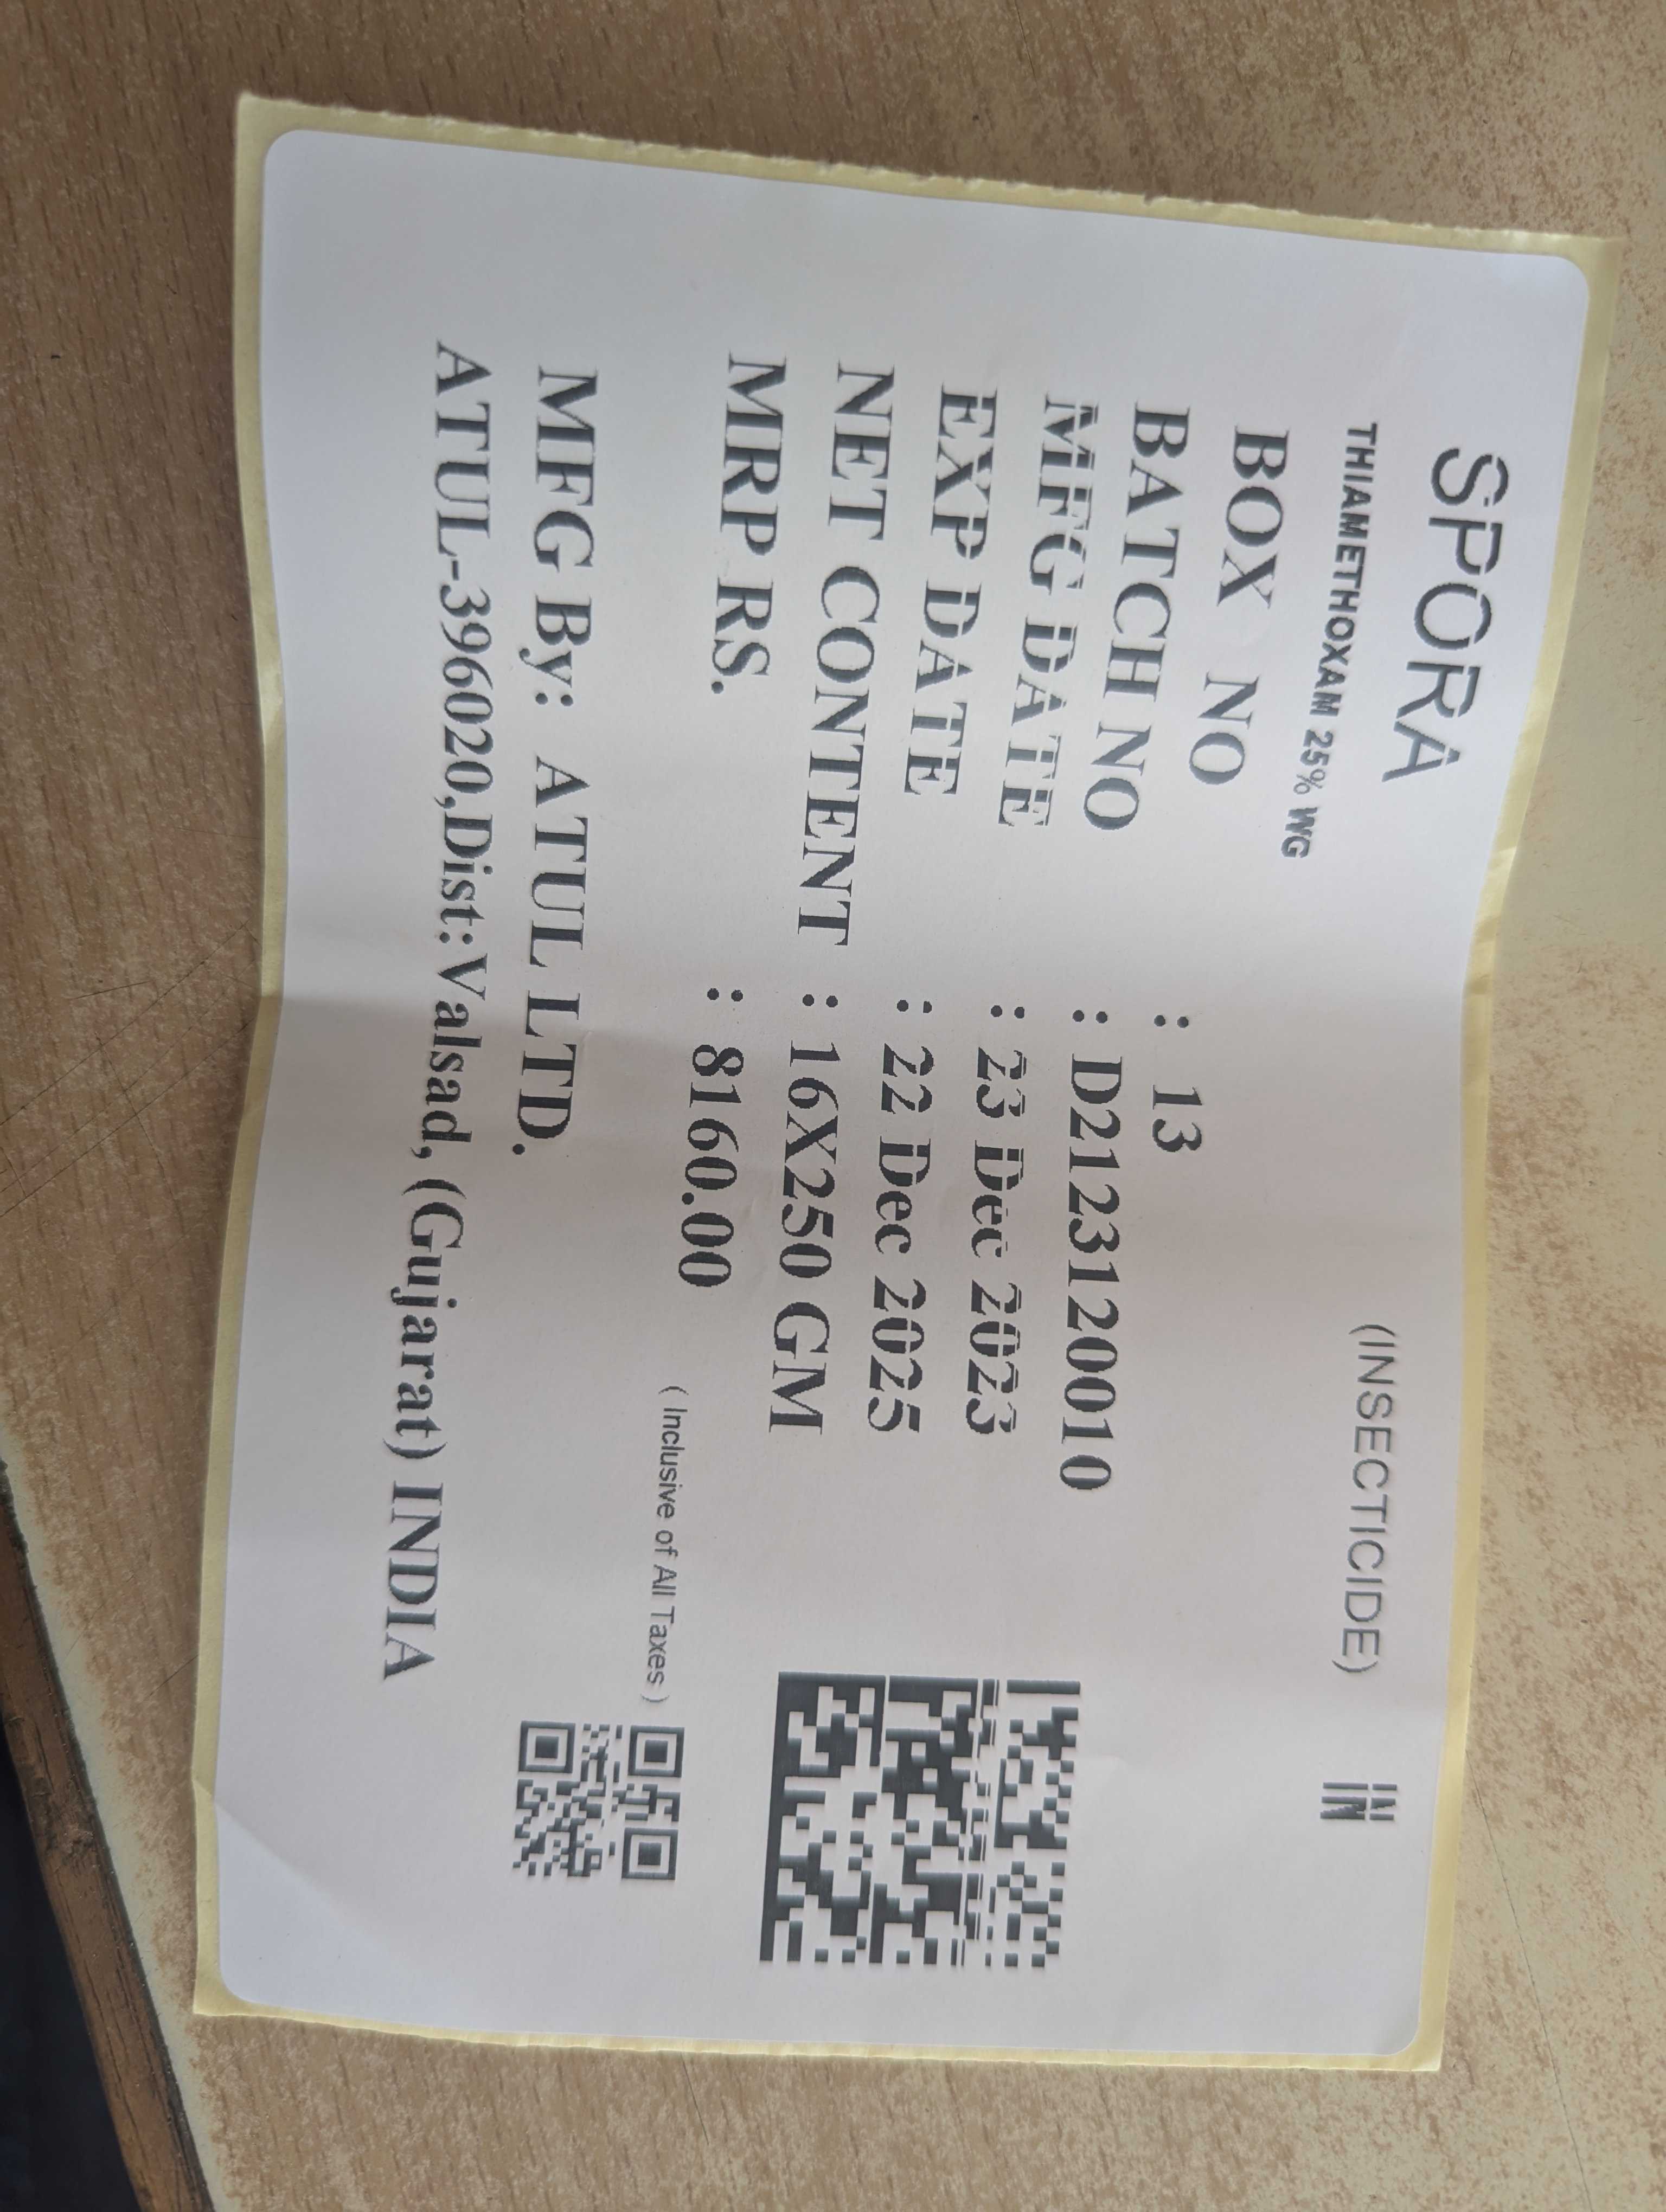 SPORA
THIAMETHOXAM 25% WG (INSECTICIDE) IN
BOX NO : 13
BATCH NO : D2123120010
MFG DATE : 23 Dec 2023
EXP DATE : 22 Dec 2025
NET CONTENT : 16X250 GM
MRP RS. : 8160.00 ( Inclusive of All Taxes )
MFG By: ATUL LTD.
ATUL-396020,Dist:Valsad, (Gujarat) INDIA